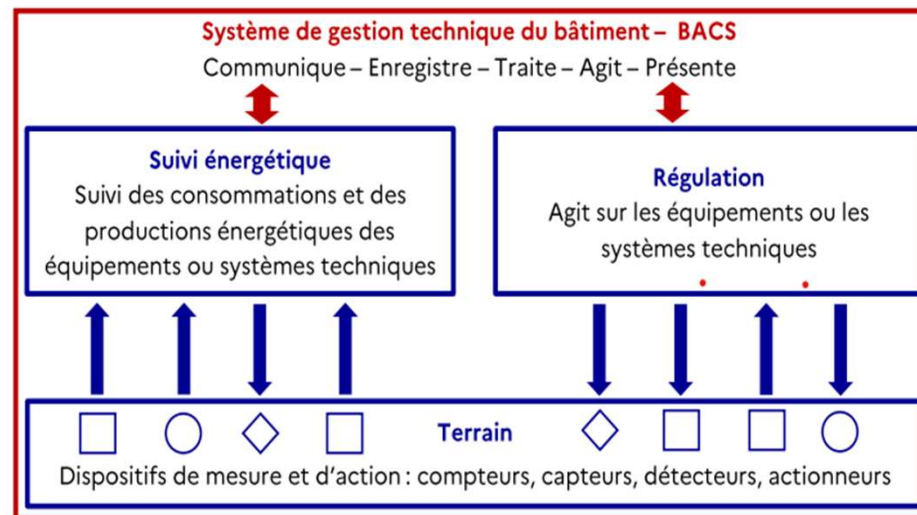 Système de gestion technique du bâtiment – BACS
Communique – Enregistre – Traite – Agit – Présente
Suivi énergétique
Suivi des consommations et des
productions énergétiques des
équipements ou systèmes techniques
Régulation
Agit sur les équipements ou les
systèmes techniques
Terrain
Dispositifs de mesure et d'action : compteurs, capteurs, détecteurs, actionneurs